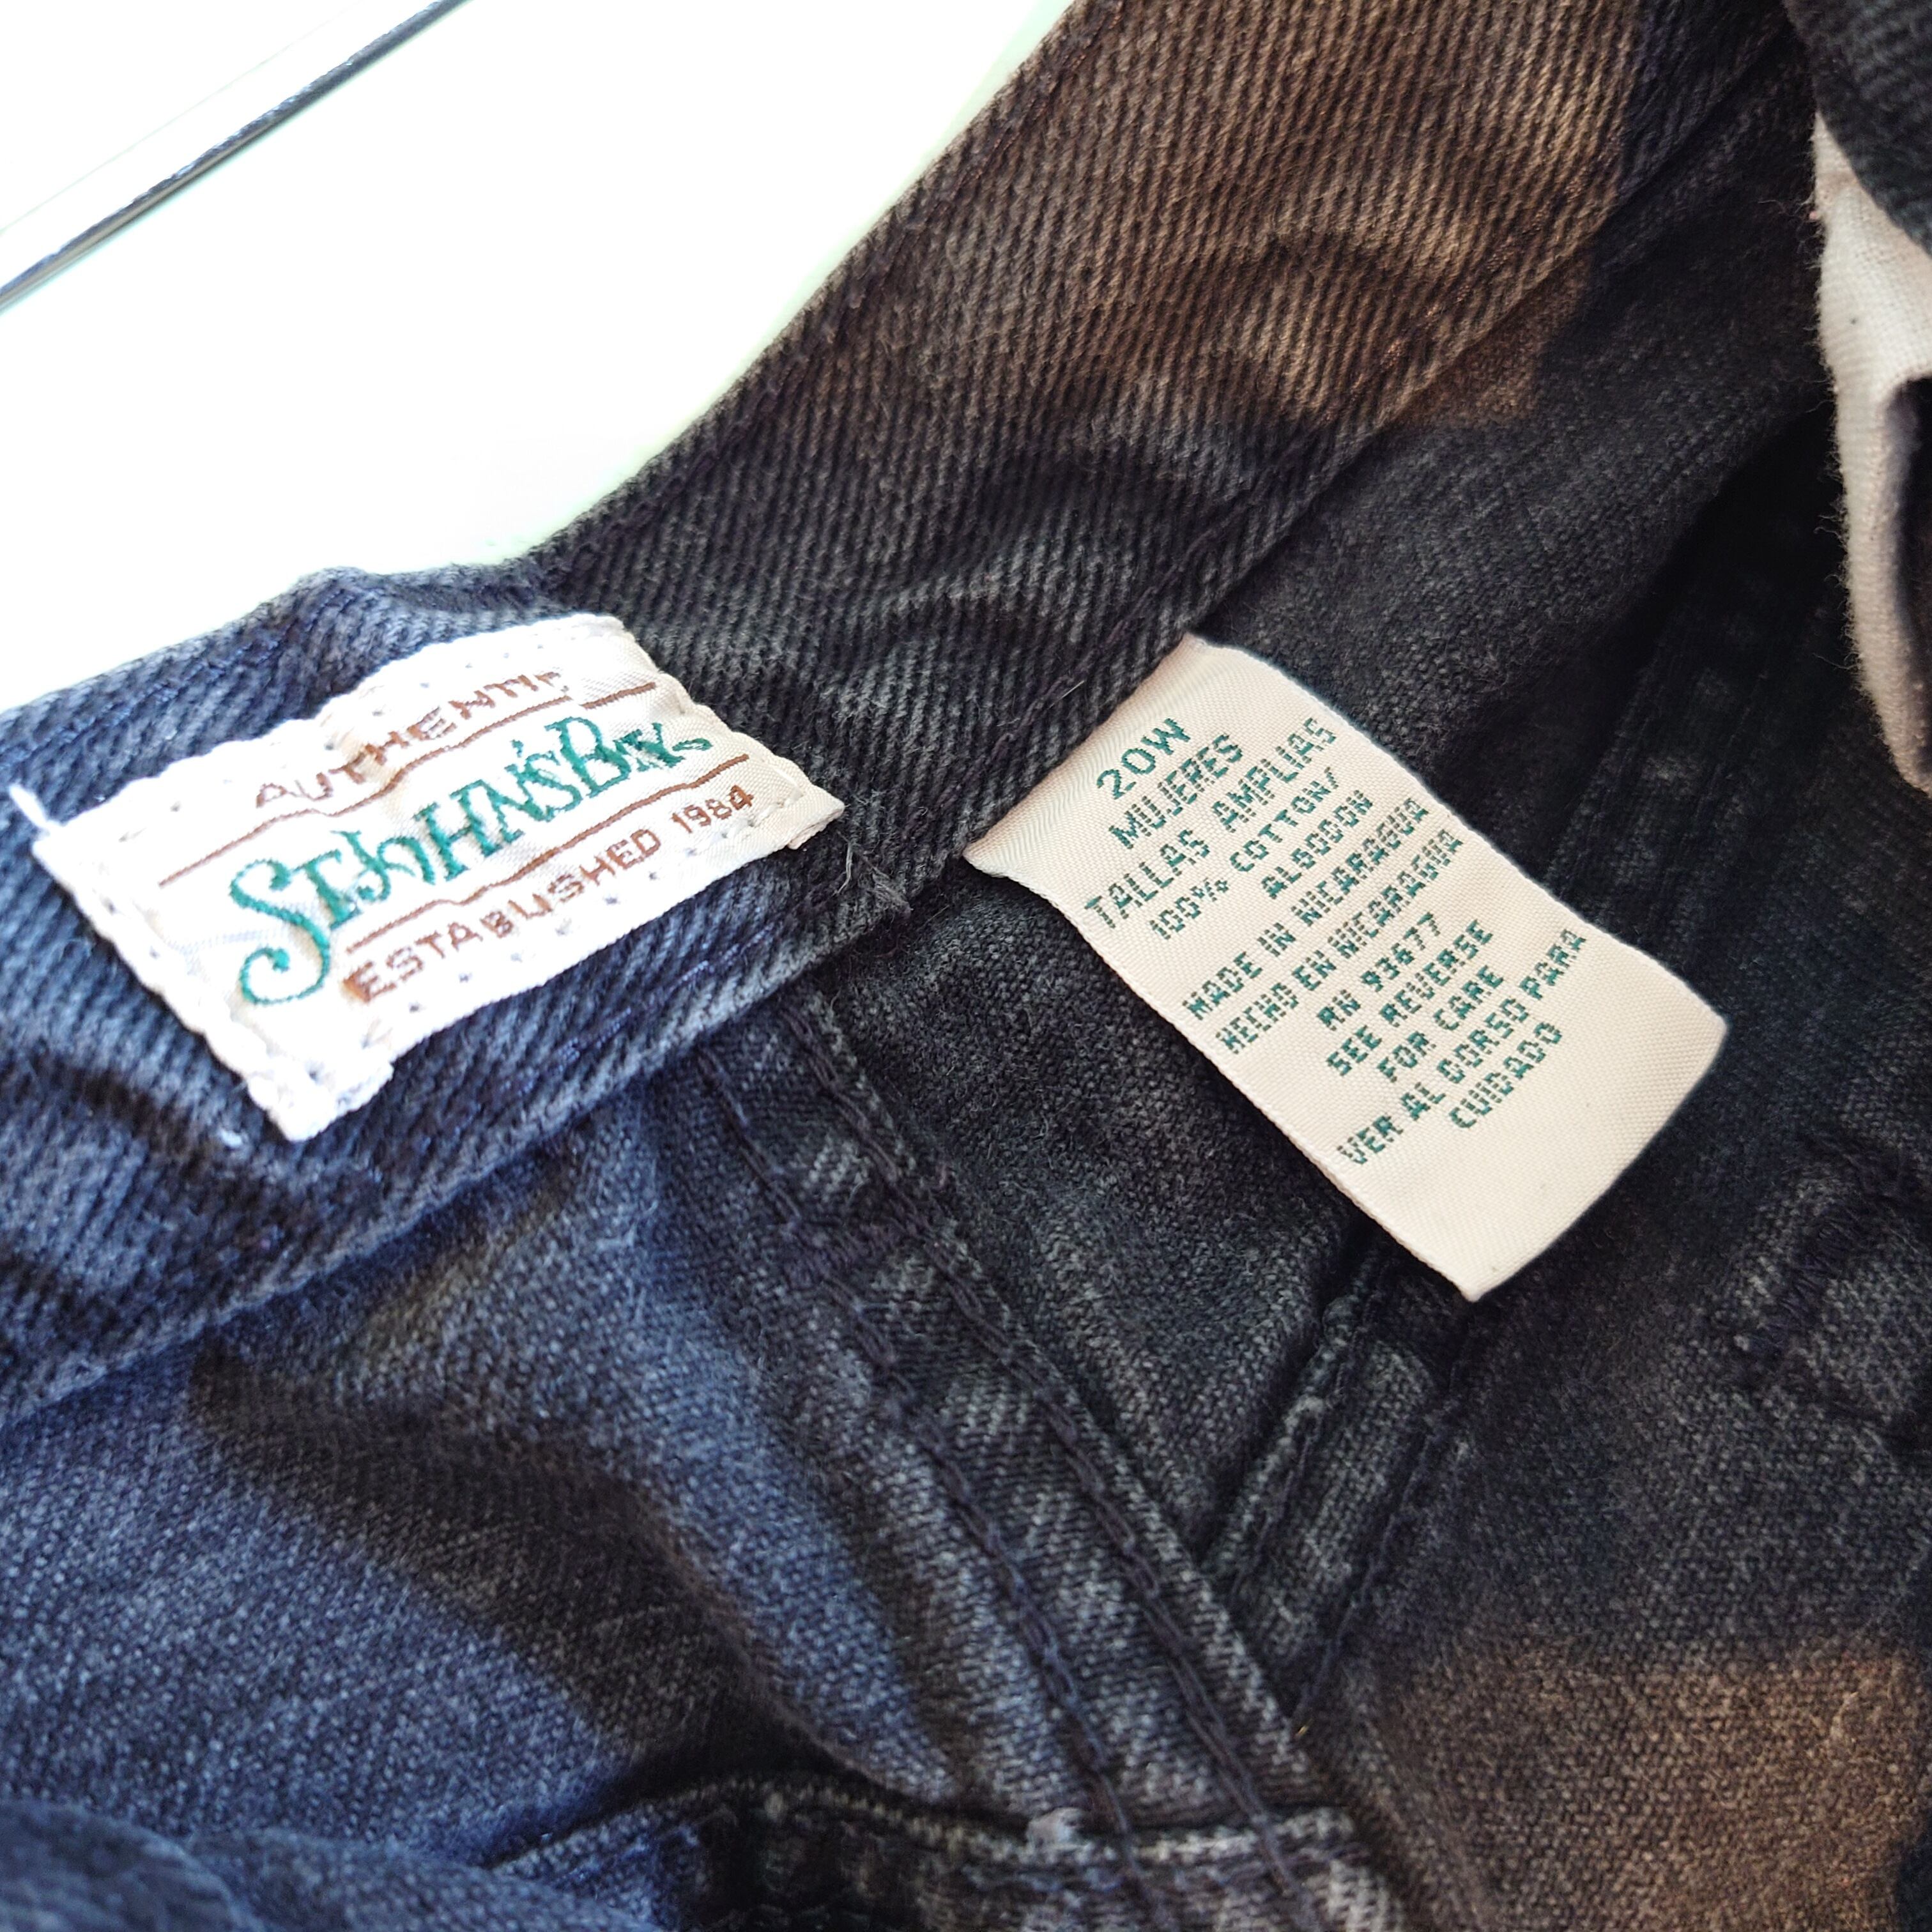 AUTHENTIC
ST. JOHN'S BAY
ESTABLISHED 1984
20W
MUJERES
TALLAS AMPLIAS
100% COTTON/
ALGODON
MADE IN NICARAGUA
HECHO EN NICARAGUA
RN 93677
SEE REVERSE
FOR CARE
VER AL DORSO PARA
CUIDADO